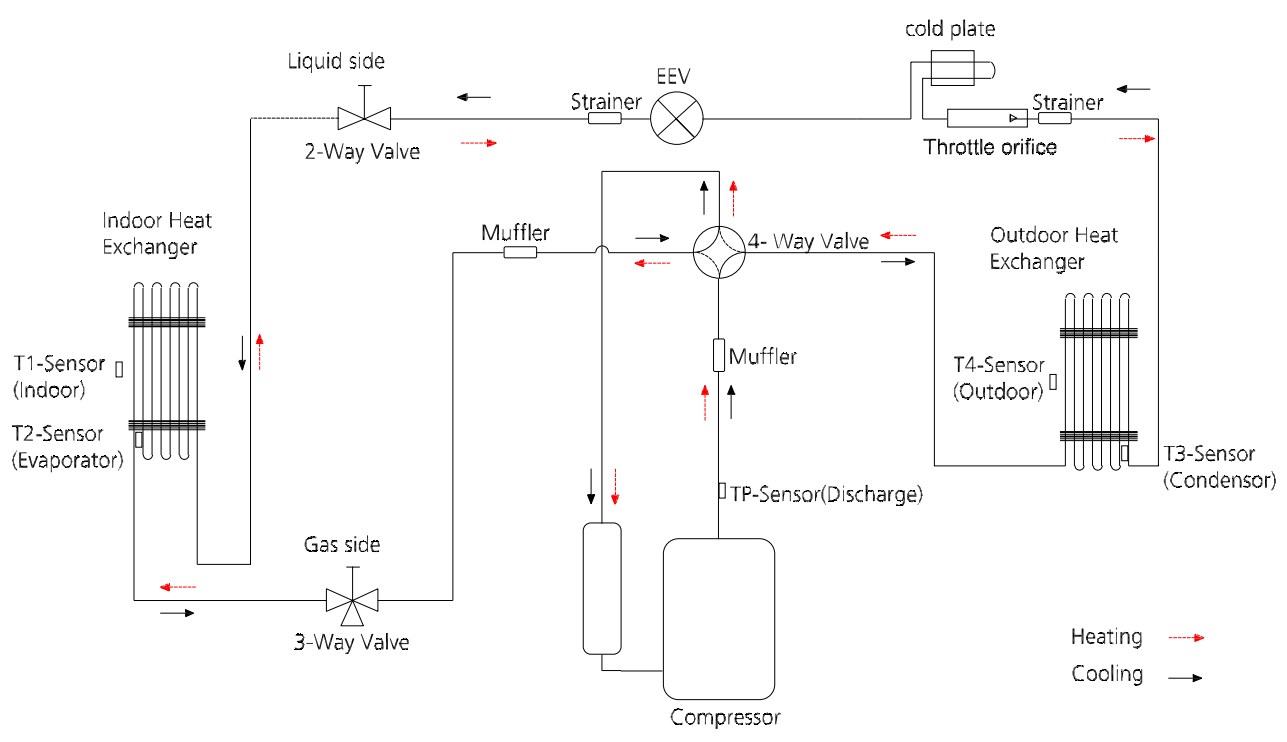 cold plate
Liquid side
EEV
Strainer
Strainer
2-Way Valve
Throttle orifice
Indoor Heat
Exchanger
Muffler
4- Way Valve
Outdoor Heat
Exchanger
T1-Sensor
(Indoor)
Muffler
T4-Sensor
(Outdoor)
T2-Sensor
(Evaporator)
T3-Sensor
(Condensor)
TP-Sensor(Discharge)
Gas side
3-Way Valve
Heating
Cooling
Compressor